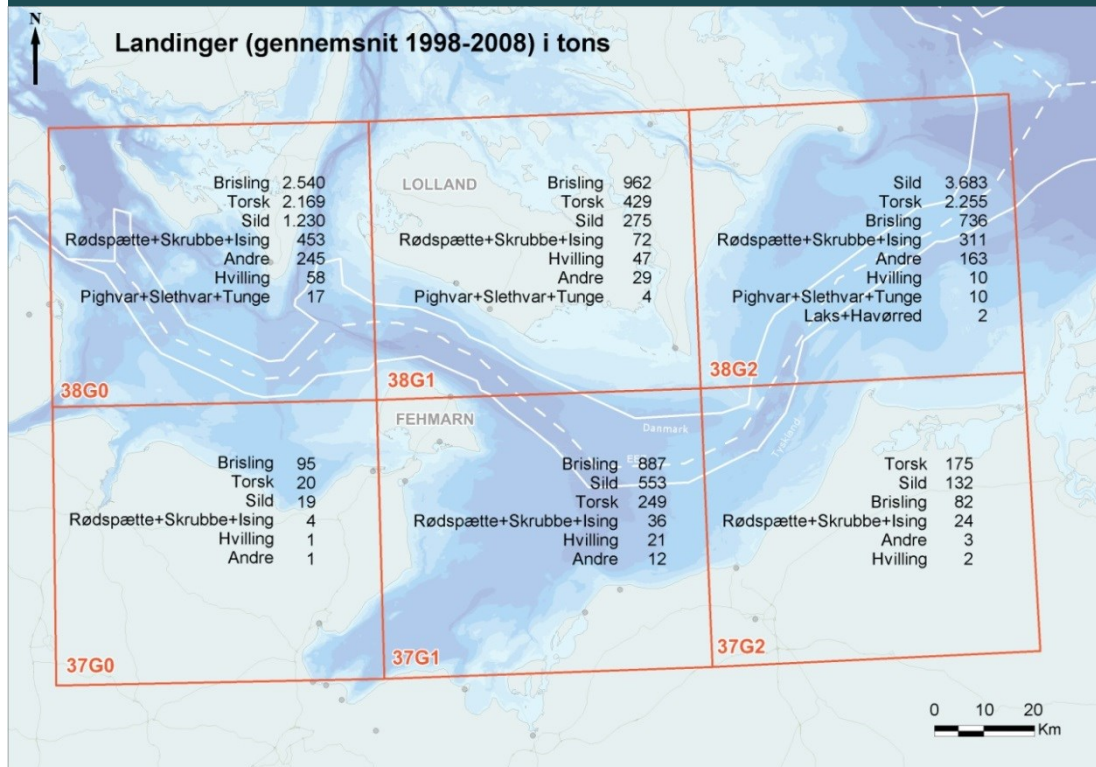 N
Landinger (gennemsnit 1998-2008) i tons
Brisling 2.540
Torsk 2.169
Sild 1.230
Rødspætte+Skrubbe+Ising 453
Andre 245
Hvilling 58
Pighvar+Slethvar+Tunge 17
38G0
LOLLAND
Brisling 962
Torsk 429
Sild 275
Rødspætte+Skrubbe+Ising 72
Hvilling 47
Andre 29
Pighvar+Slethvar+Tunge 4
38G1
Sild 3.683
Torsk 2.255
Brisling 736
Rødspætte+Skrubbe+Ising 311
Andre 163
Hvilling 10
Pighvar+Slethvar+Tunge 10
Laks+Havørred 2
38G2
FEHMARN
Danmark
Tyskland
Brisling 95
Torsk 20
Sild 19
Rødspætte+Skrubbe+Ising 4
Hvilling 1
Andre 1
37G0
Brisling 887
Sild 553
Torsk 249
Rødspætte+Skrubbe+Ising 36
Hvilling 21
Andre 12
37G1
Torsk 175
Sild 132
Brisling 82
Rødspætte+Skrubbe+Ising 24
Andre 3
Hvilling 2
37G2
0 10 20
Km